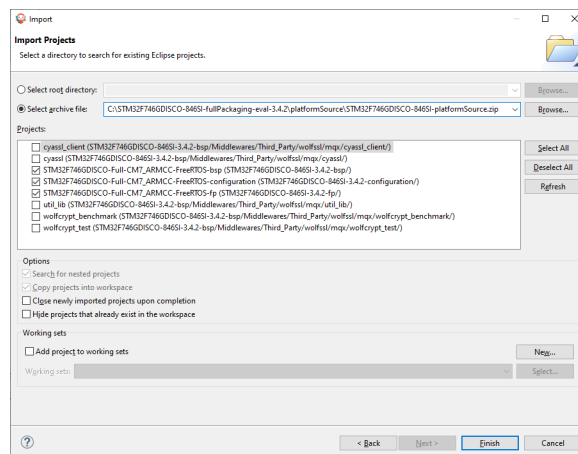 Import
Import Projects
Select a directory to search for existing Eclipse projects.
Select root directory:
Browse...
Select archive file:
C:\STM32F746GDISCO-846SI-fullPackaging-eval-3.4.2\platformSource\STM32F746GDISCO-846SI-platformSource.zip
Browse...
Projects:
cyassl_client (STM32F746GDISCO-846SI-3.4.2-bsp/Middlewares/Third_Party/wolfssl/mqx/cyassl_client/)
cyassl (STM32F746GDISCO-846SI-3.4.2-bsp/Middlewares/Third_Party/wolfssl/mqx/cyassl/)
STM32F746GDISCO-Full-CM7_ARMCC-FreeRTOS-bsp (STM32F746GDISCO-846SI-3.4.2-bsp/)
STM32F746GDISCO-Full-CM7_ARMCC-FreeRTOS-configuration (STM32F746GDISCO-846SI-3.4.2-configuration/)
STM32F746GDISCO-Full-CM7_ARMCC-FreeRTOS-fp (STM32F746GDISCO-846SI-3.4.2-fp/)
util_lib (STM32F746GDISCO-846SI-3.4.2-bsp/Middlewares/Third_Party/wolfssl/mqx/util_lib/)
wolfcrypt_benchmark (STM32F746GDISCO-846SI-3.4.2-bsp/Middlewares/Third_Party/wolfssl/mqx/wolfcrypt_benchmark/)
wolfcrypt_test (STM32F746GDISCO-846SI-3.4.2-bsp/Middlewares/Third_Party/wolfssl/mqx/wolfcrypt_test/)
Select All
Deselect All
Refresh
Options
Search for nested projects
Copy projects into workspace
Close newly imported projects upon completion
Hide projects that already exist in the workspace
Working sets
Add project to working sets
New...
Working sets:
Select...
?
< Back
Next >
Finish
Cancel